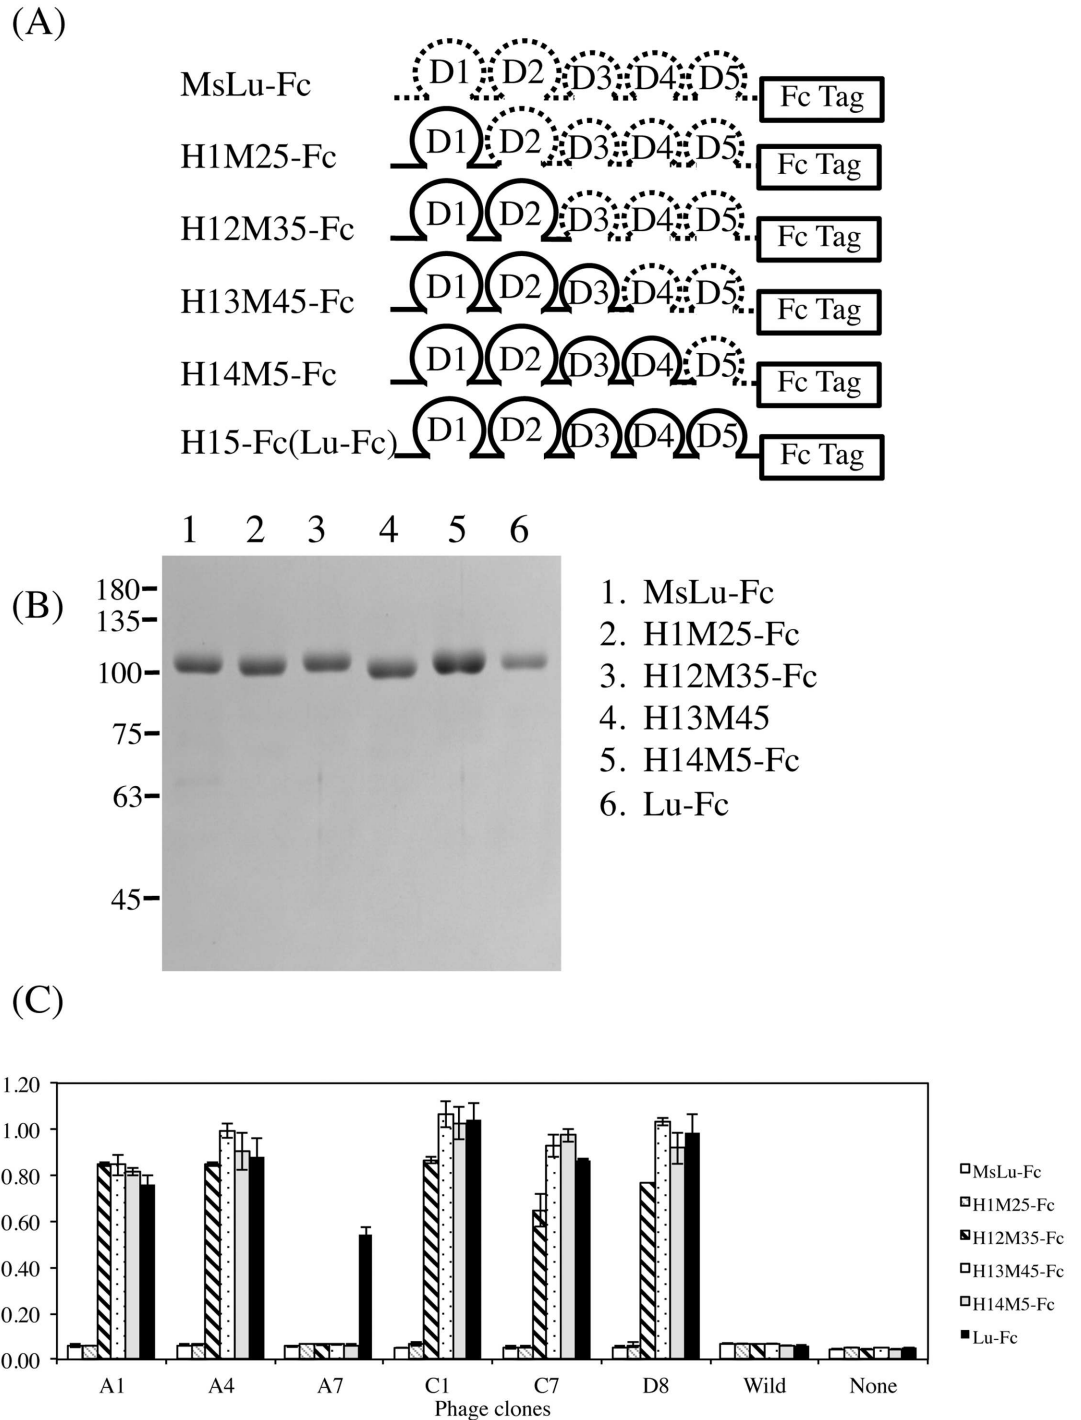 (A)
MsLu-Fc D1 D2 D3 D4 D5 Fc Tag
H1M25-Fc D1 D2 D3 D4 D5 Fc Tag
H12M35-Fc D1 D2 D3 D4 D5 Fc Tag
H13M45-Fc D1 D2 D3 D4 D5 Fc Tag
H14M5-Fc D1 D2 D3 D4 D5 Fc Tag
H15-Fc(Lu-Fc) D1 D2 D3 D4 D5 Fc Tag
(B)
1 2 3 4 5 6
180
135
100
75
63
45
1. MsLu-Fc
2. H1M25-Fc
3. H12M35-Fc
4. H13M45
5. H14M5-Fc
6. Lu-Fc
(C)
1.20
1.00
0.80
0.60
0.40
0.20
0.00
A1 A4 A7 C1 C7 D8 Wild None
Phage clones
MsLu-Fc
H1M25-Fc
H12M35-Fc
H13M45-Fc
H14M5-Fc
Lu-Fc